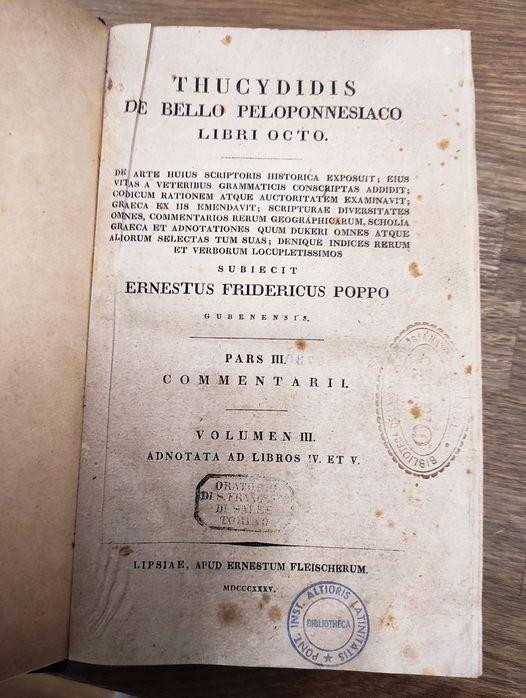 THUCYDIDIS
DE BELLO PELOPONNESIACO
LIBRI OCTO.
DE ARTE HUIUS SCRIPTORIS HISTORICA EXPOSUIT; EIUS
VITAS A VETERIBUS GRAMMATICIS CONSCRIPTAS ADDIDIT;
CODICUM RATIONEM ATQUE AUCTORITATEM EXAMINAVIT;
GRAECA EX IIS EMENDAVIT; SCRIPTURAE DIVERSITATES
OMNES, COMMENTARIOS RERUM GEOGRAPHICARUM, SCHOLIA
GRAECA ET ADNOTATIONES QUUM DUKERI OMNES ATQUE
ALIORUM SELECTAS TUM SUAS; DENIQUE INDICES RERUM
ET VERBORUM LOCUPLETISSIMOS
SUBIECIT
ERNESTUS FRIDERICUS POPPO
GUBENENSIS.
PARS III.
COMMENTARII.
VOLUMEN III.
ADNOTATA AD LIBROS IV. ET V.
ORATORIO
DI S. FRANCESCO
DI SALES
TORINO
LIPSIAE, APUD ERNESTUM FLEISCHERUM.
MDCCCXXXV.
PONT. INST. ALTIORIS LATINITATIS
BIBLIOTHECA